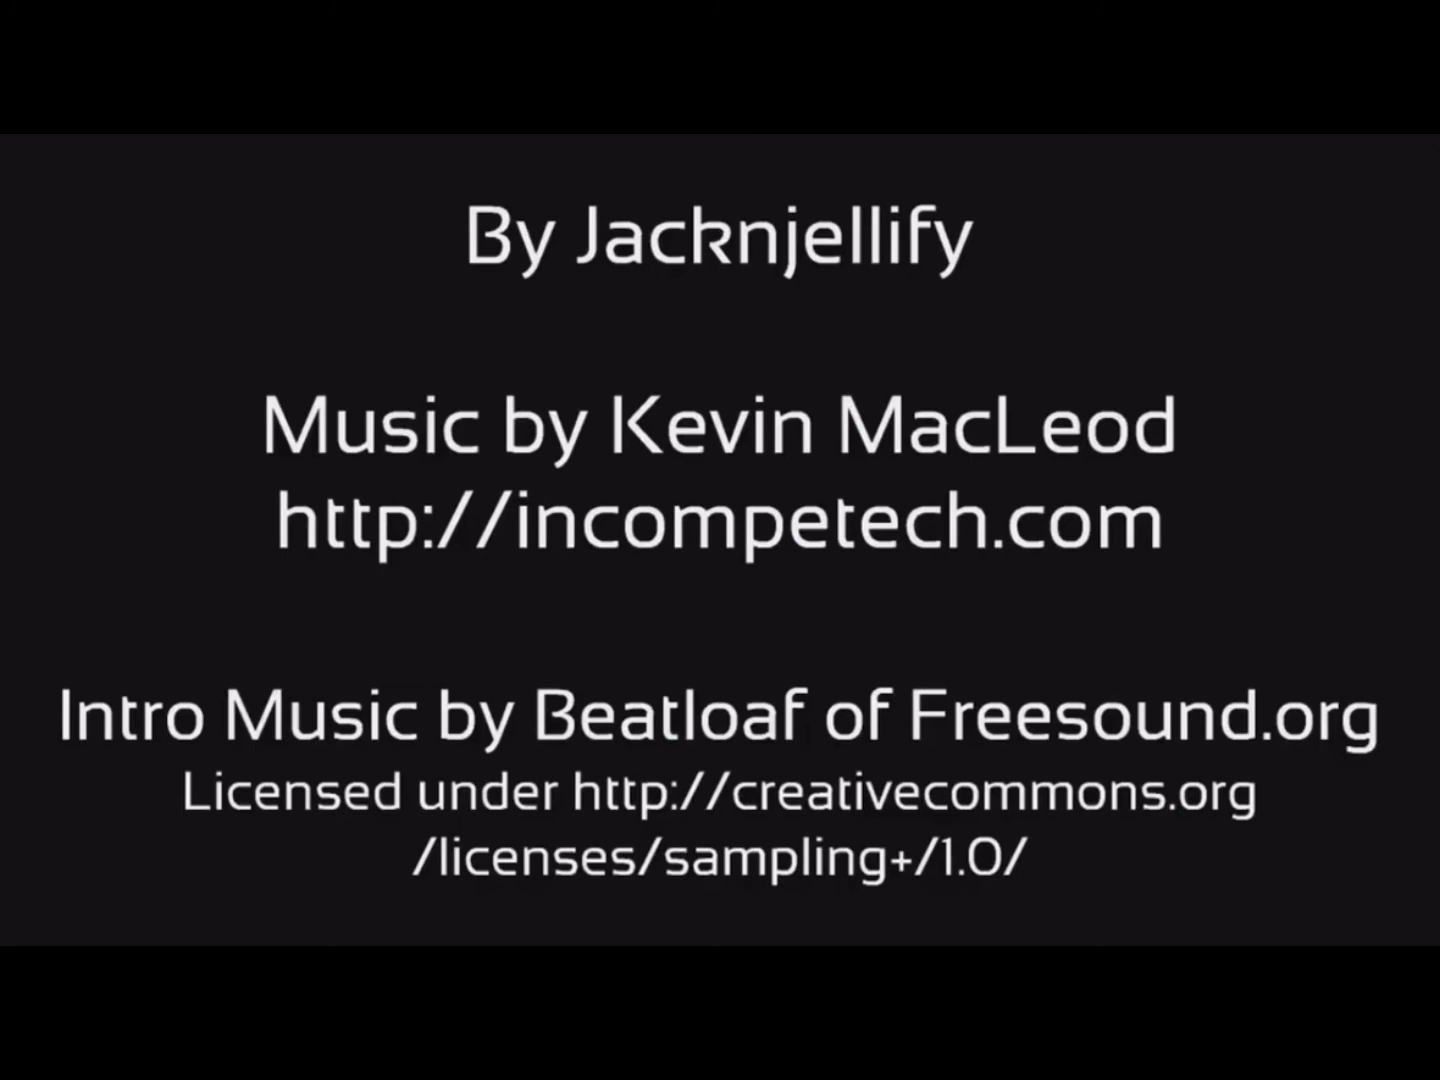 By Jacknjellify
Music by Kevin MacLeod
http://incompetech.com
Intro Music by Beatloaf of Freesound.org
Licensed under http://creativecommons.org
/licenses/sampling+/1.0/